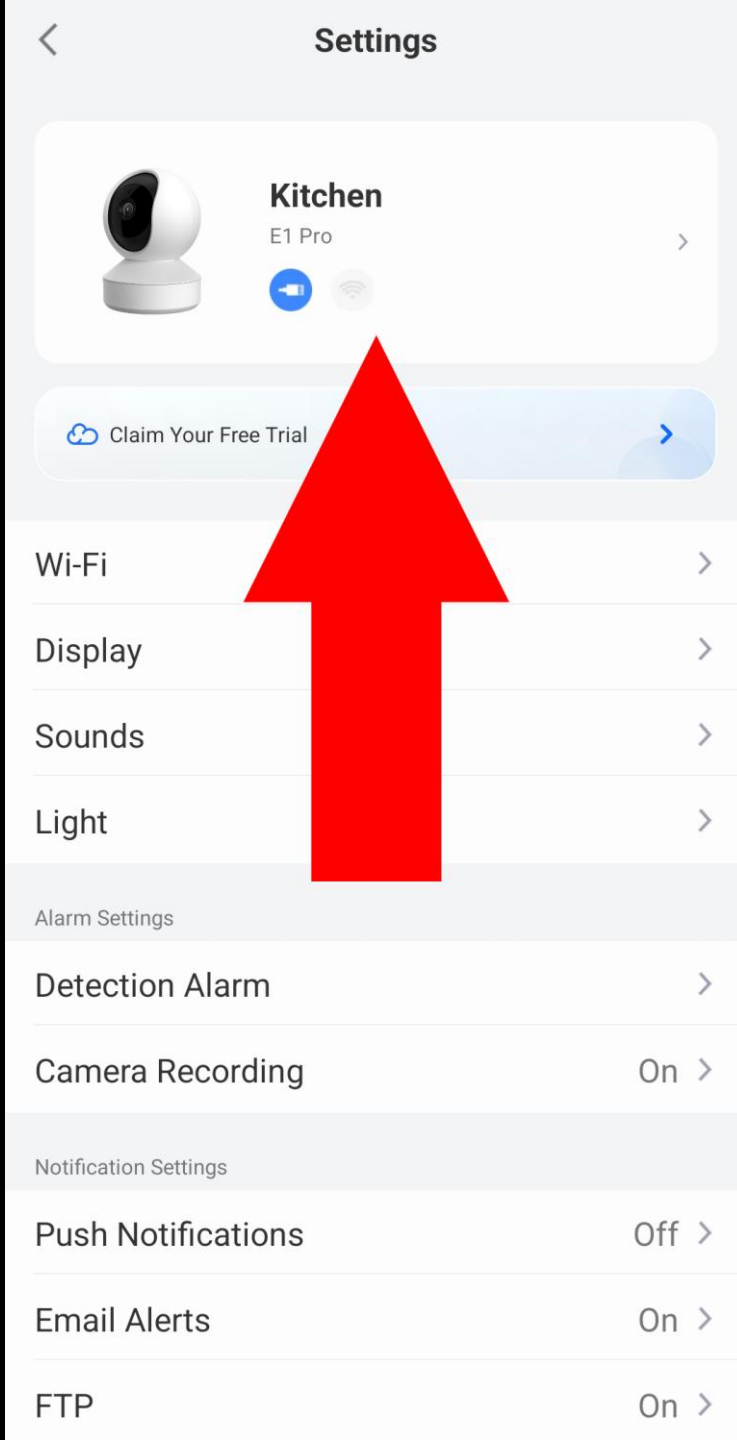 Settings
Kitchen
E1 Pro
Claim Your Free Trial
Wi-Fi
Display
Sounds
Light
Alarm Settings
Detection Alarm
Camera Recording On
Notification Settings
Push Notifications Off
Email Alerts On
FTP On